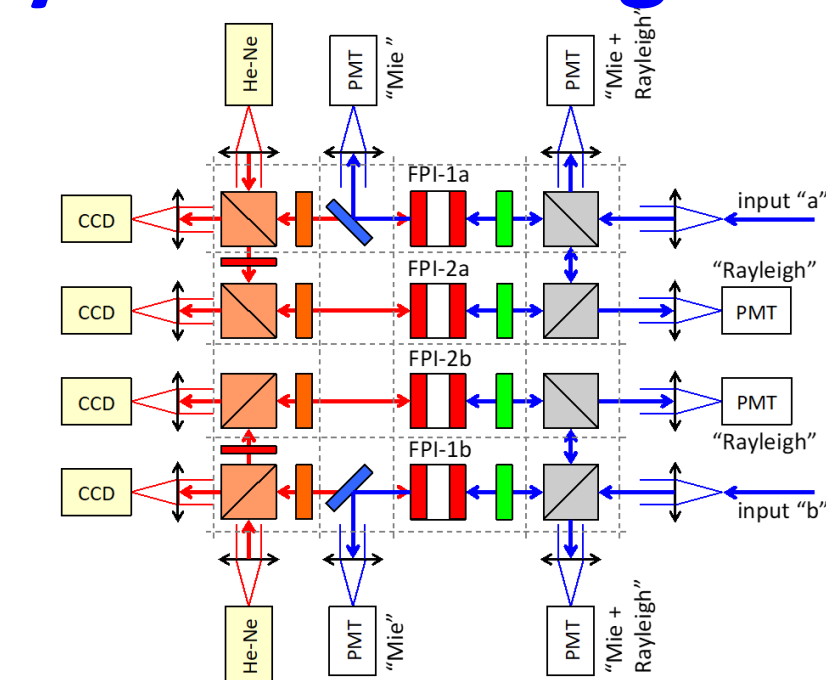 He-Ne
PMT
“Mie”
PMT
“Mie +
Rayleigh”
FPI-1a
CCD
input “a”
FPI-2a
“Rayleigh”
CCD
PMT
FPI-2b
CCD
PMT
“Rayleigh”
FPI-1b
CCD
input “b”
He-Ne
PMT
“Mie”
PMT
“Mie +
Rayleigh”